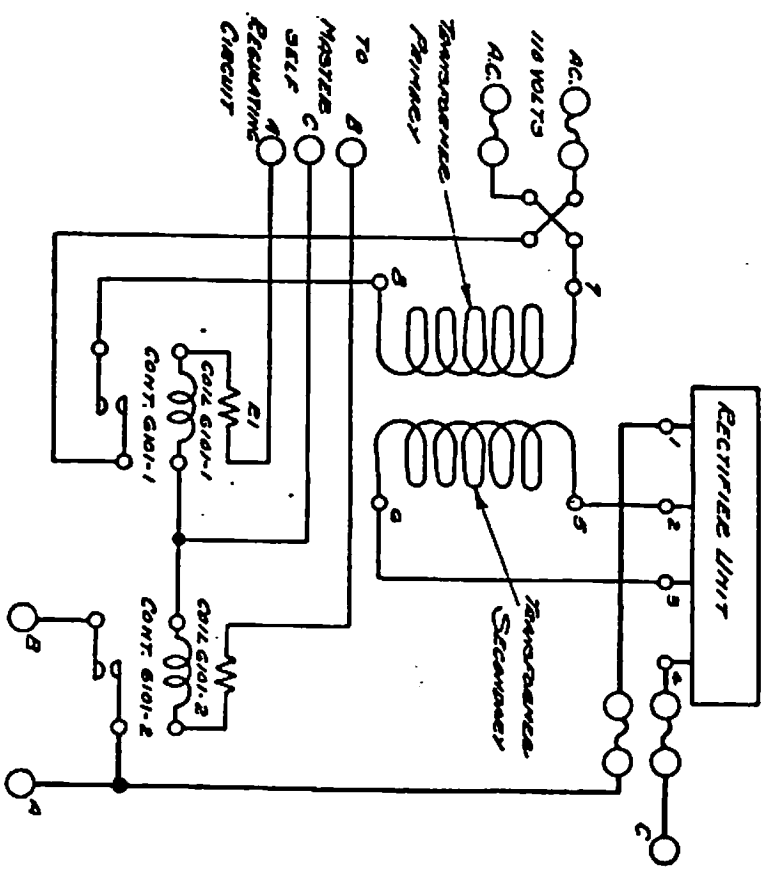 RECTIFIER UNIT
1
2
3
4
C
A.C.
110 VOLTS
A.C.
TRANSFORMER
PRIMARY
7
8
5
6
TRANSFORMER
SECONDARY
TO
MASTER
SELF
REGULATING
CIRCUIT
B
C
A
R1
COIL G101-1
CONT. G101-1
COIL G101-2
CONT. G101-2
B
A